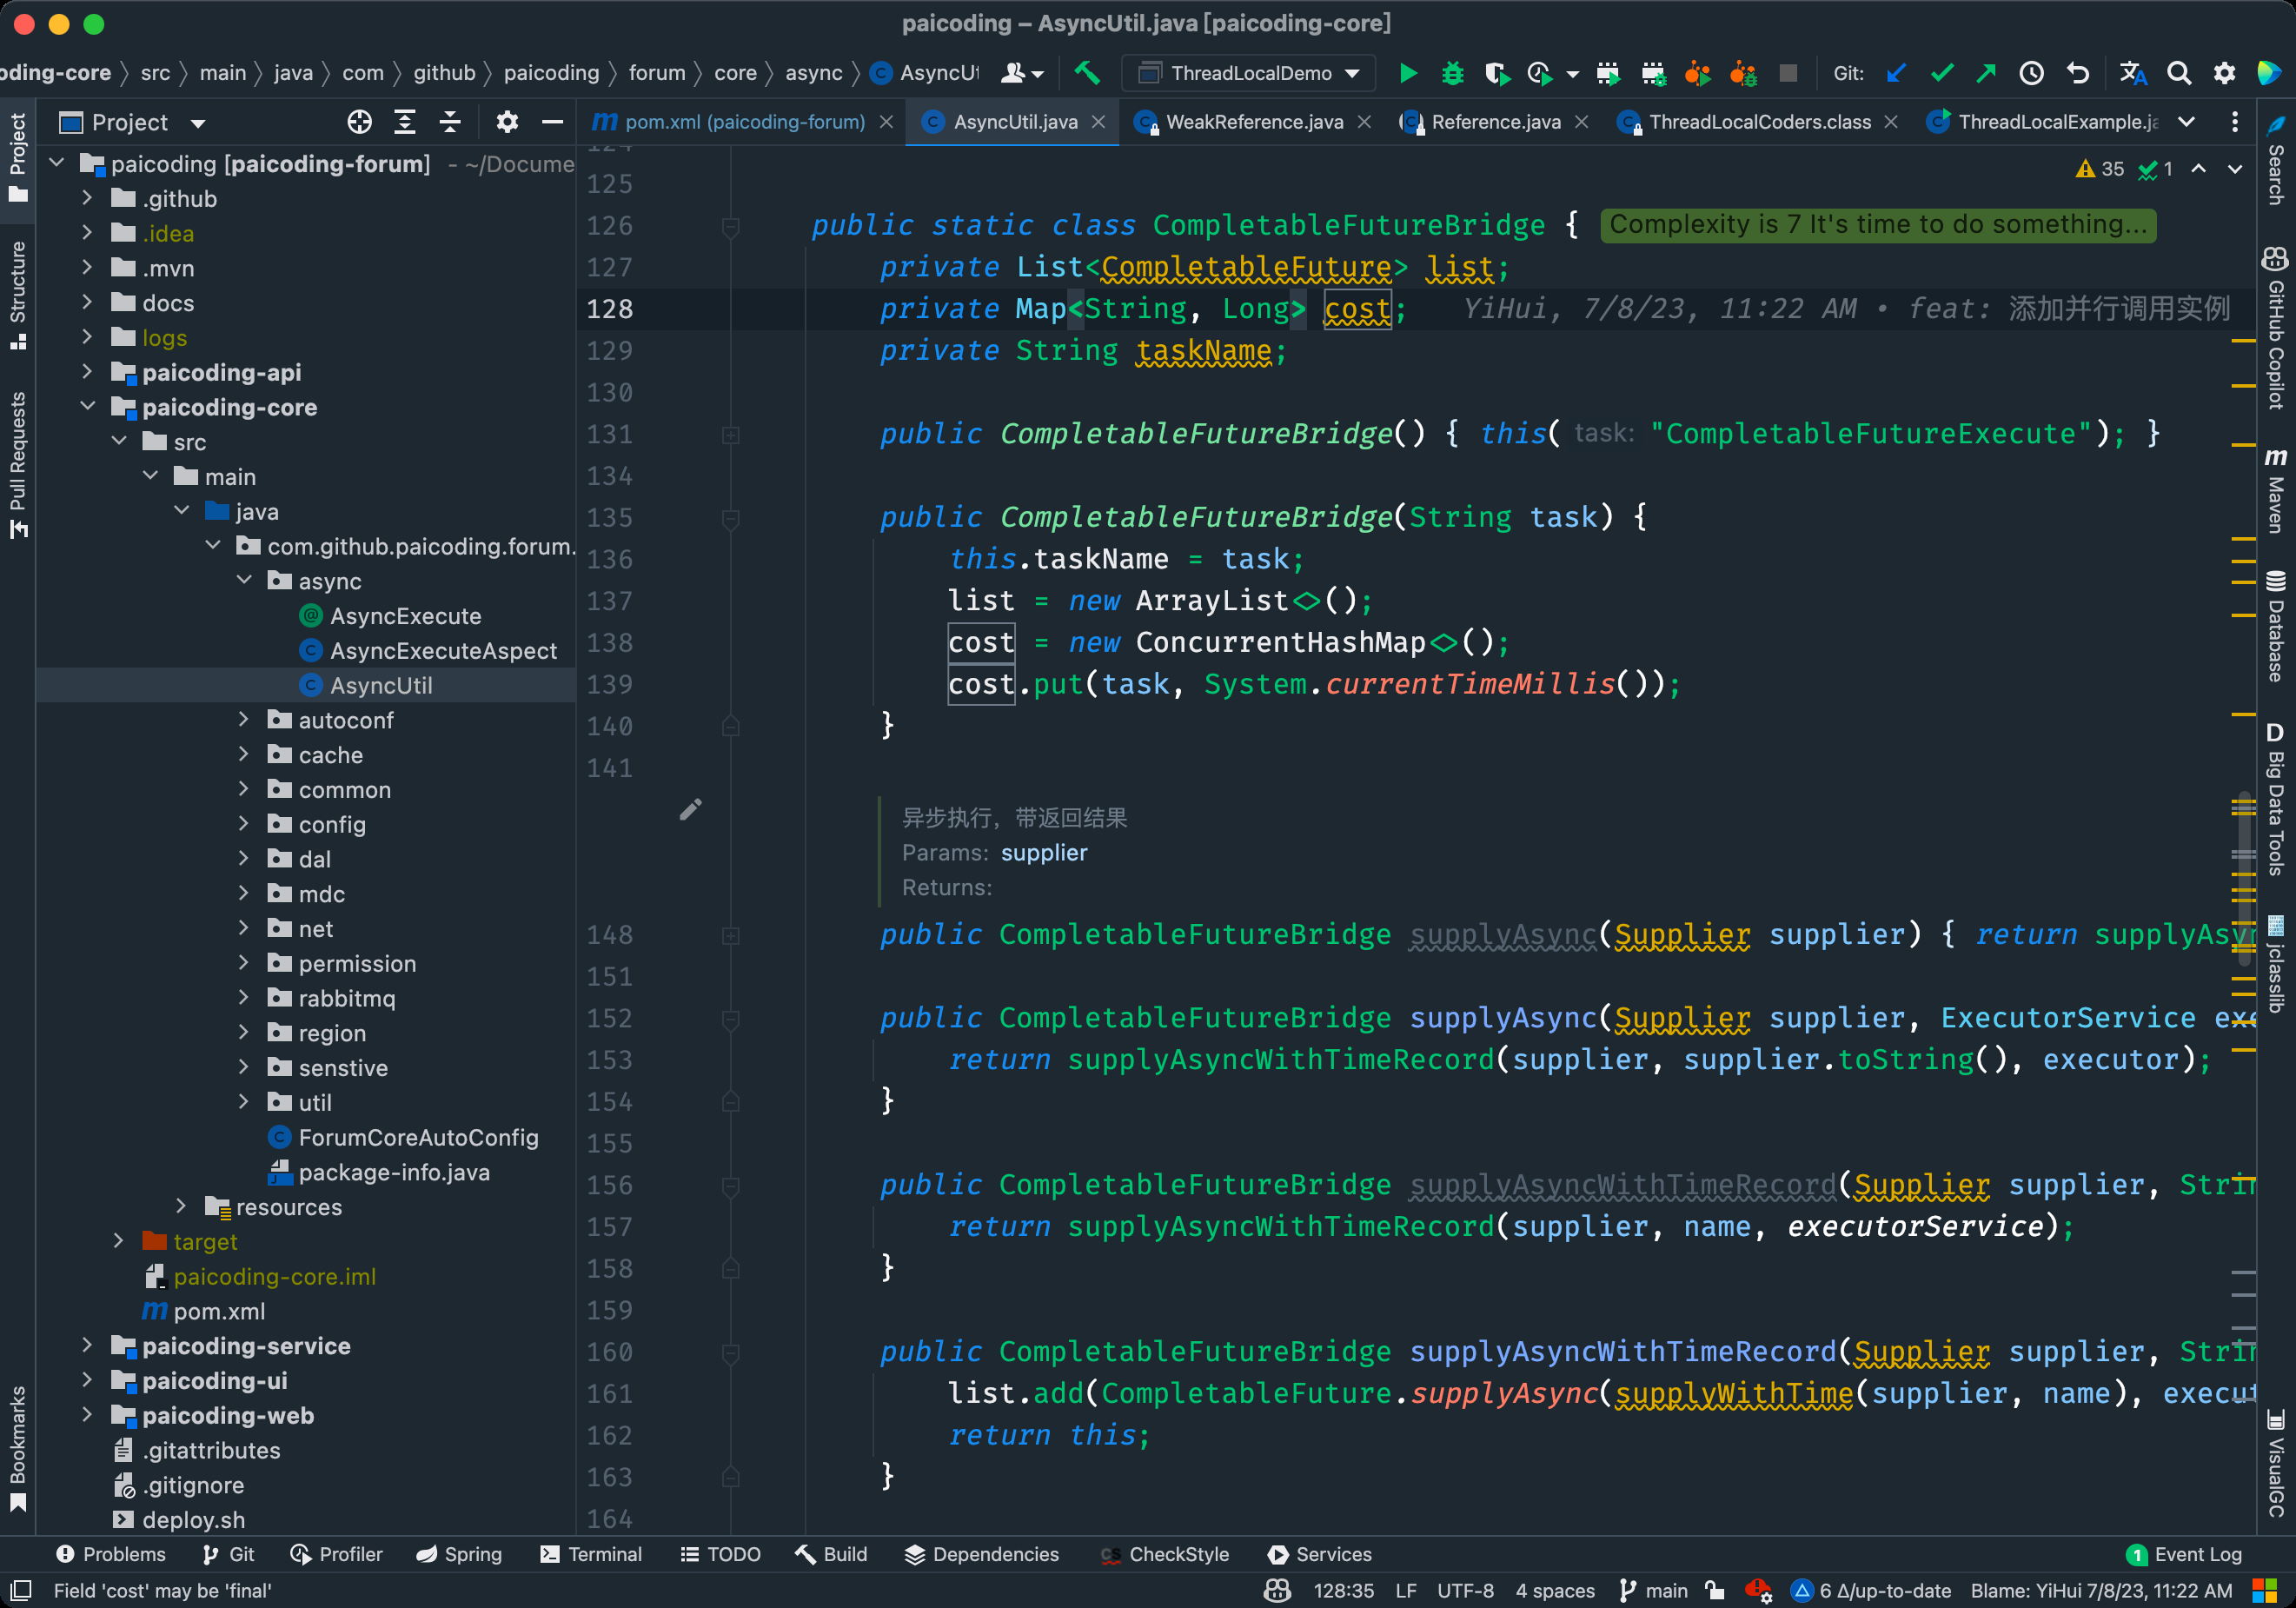 paicoding – AsyncUtil.java [paicoding-core]
oding-core 〉 src 〉 main 〉 java 〉 com 〉 github 〉 paicoding 〉 forum 〉 core 〉 async 〉 AsyncUt
ThreadLocalDemo
Git:
Project
pom.xml (paicoding-forum)
AsyncUtil.java
WeakReference.java
Reference.java
ThreadLocalCoders.class
ThreadLocalExample.ja
Project
Structure
Pull Requests
Bookmarks
paicoding [paicoding-forum] - ~/Docume
.github
.idea
.mvn
docs
logs
paicoding-api
paicoding-core
src
main
java
com.github.paicoding.forum.
async
AsyncExecute
AsyncExecuteAspect
AsyncUtil
autoconf
cache
common
config
dal
mdc
net
permission
rabbitmq
region
senstive
util
ForumCoreAutoConfig
package-info.java
resources
target
paicoding-core.iml
pom.xml
paicoding-service
paicoding-ui
paicoding-web
.gitattributes
.gitignore
deploy.sh
35 1
124
125
126 public static class CompletableFutureBridge { Complexity is 7 It's time to do something...
127 private List<CompletableFuture> list;
128 private Map<String, Long> cost; YiHui, 7/8/23, 11:22 AM • feat: 添加并行调用实例
129 private String taskName;
130
131 public CompletableFutureBridge() { this( task: "CompletableFutureExecute"); }
134
135 public CompletableFutureBridge(String task) {
136 this.taskName = task;
137 list = new ArrayList<>();
138 cost = new ConcurrentHashMap<>();
139 cost.put(task, System.currentTimeMillis());
140 }
141
异步执行，带返回结果
Params: supplier
Returns:
148 public CompletableFutureBridge supplyAsync(Supplier supplier) { return supplyAsyn
151
152 public CompletableFutureBridge supplyAsync(Supplier supplier, ExecutorService exe
153 return supplyAsyncWithTimeRecord(supplier, supplier.toString(), executor);
154 }
155
156 public CompletableFutureBridge supplyAsyncWithTimeRecord(Supplier supplier, Strin
157 return supplyAsyncWithTimeRecord(supplier, name, executorService);
158 }
159
160 public CompletableFutureBridge supplyAsyncWithTimeRecord(Supplier supplier, Strin
161 list.add(CompletableFuture.supplyAsync(supplyWithTime(supplier, name), execut
162 return this;
163 }
164
Search
GitHub Copilot
Maven
Database
D Big Data Tools
jclasslib
VisualGC
Problems
Git
Profiler
Spring
Terminal
TODO
Build
Dependencies
CheckStyle
Services
1 Event Log
Field 'cost' may be 'final'
128:35 LF UTF-8 4 spaces main 6 Δ/up-to-date Blame: YiHui 7/8/23, 11:22 AM